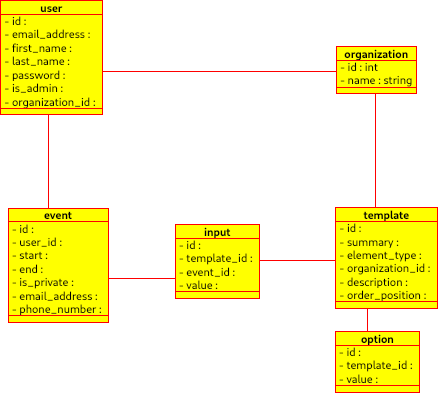 user
- id :
- email_address :
- first_name :
- last_name :
- password :
- is_admin :
- organization_id :
organization
- id : int
- name : string
event
- id :
- user_id :
- start :
- end :
- is_private :
- email_address :
- phone_number :
input
- id :
- template_id :
- event_id :
- value :
template
- id :
- summary :
- element_type :
- organization_id :
- description :
- order_position :
option
- id :
- template_id :
- value :